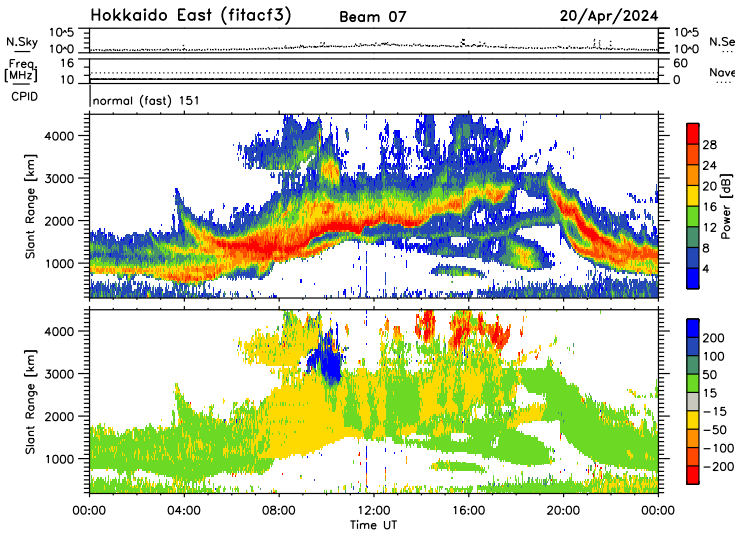 Hokkaido East (fitacf3) Beam 07 20/Apr/2024
N.Sky 10^5 10^0 10^5 10^0 N.Se
Freq. [MHz] 16 10 60 0 Nave
CPID normal (fast) 151
Slant Range [km] 4000 3000 2000 1000
28 24 20 16 12 8 4 Power [dB]
Slant Range [km] 4000 3000 2000 1000
200 100 50 15 -15 -50 -100 -200
00:00 04:00 08:00 12:00 16:00 20:00 00:00
Time UT